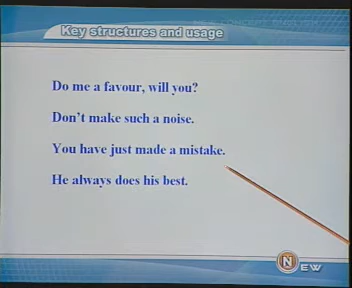 Key structures and usage
Do me a favour, will you?
Don't make such a noise.
You have just made a mistake.
He always does his best.
NEW